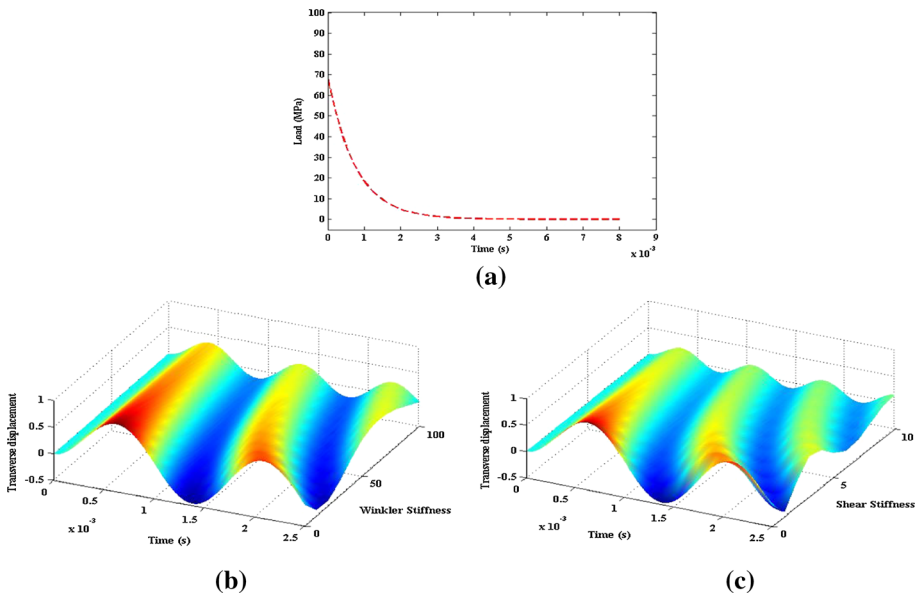 100
90
80
70
60
50
40
30
20
10
0
Load (MPa)
0 1 2 3 4 5 6 7 8 9
Time (s)
x 10⁻³
(a)
1
0.5
0
-0.5
Transverse displacement
0
0.5
1
1.5
2
2.5
x 10⁻³
Time (s)
0
50
100
Winkler Stiffness
(b)
1
0.5
0
-0.5
Transverse displacement
0
0.5
1
1.5
2
2.5
x 10⁻³
Time (s)
0
5
10
Shear Stiffness
(c)